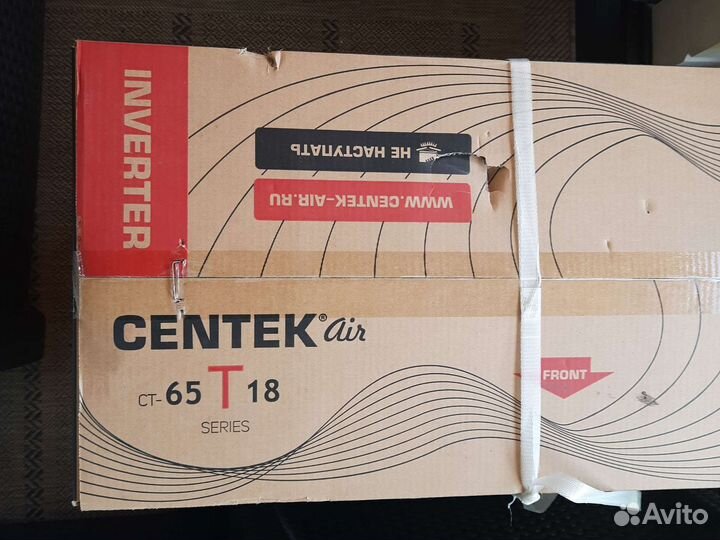 INVERTER
НЕ НАСТУПАТЬ
WWW.CENTEK-AIR.RU
CENTEK® air
CT- 65 T 18
SERIES
FRONT
Avito